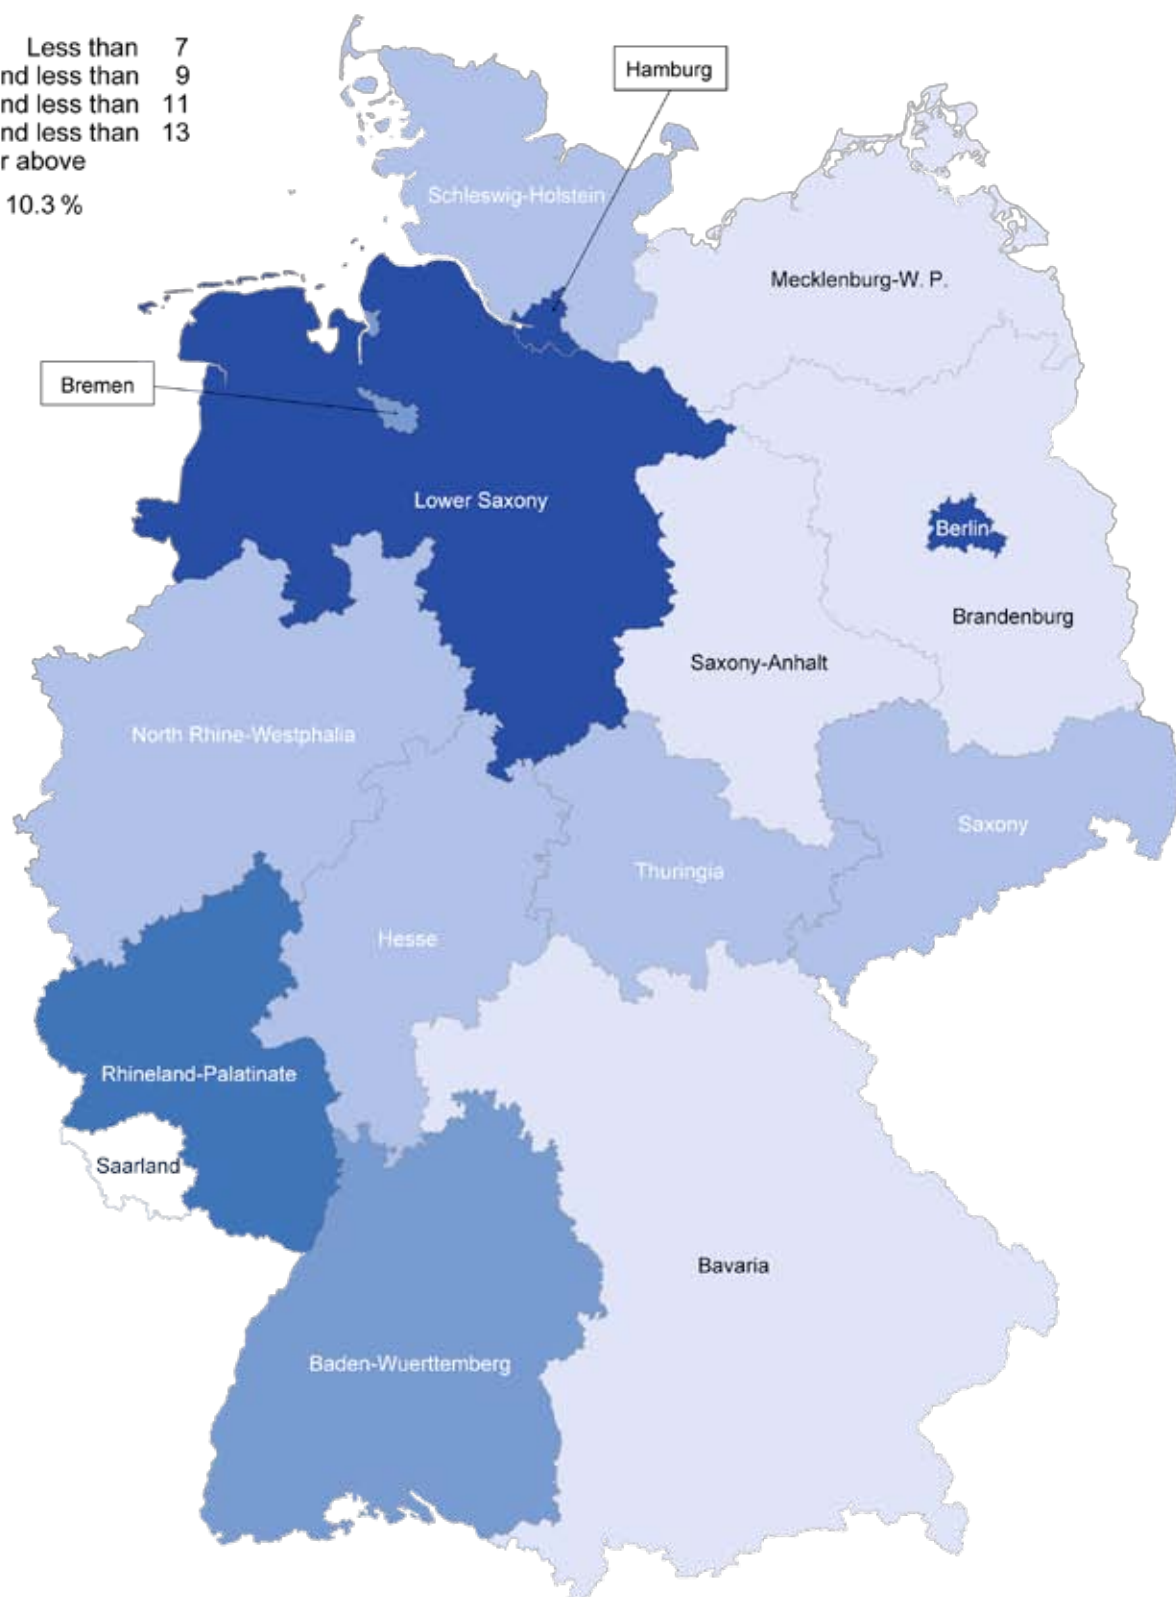 Less than 7
nd less than 9
nd less than 11
nd less than 13
r above
10.3 %
Hamburg
Schleswig-Holstein
Mecklenburg-W. P.
Bremen
Lower Saxony
Berlin
Brandenburg
Saxony-Anhalt
North Rhine-Westphalia
Saxony
Thuringia
Hesse
Rhineland-Palatinate
Saarland
Bavaria
Baden-Wuerttemberg